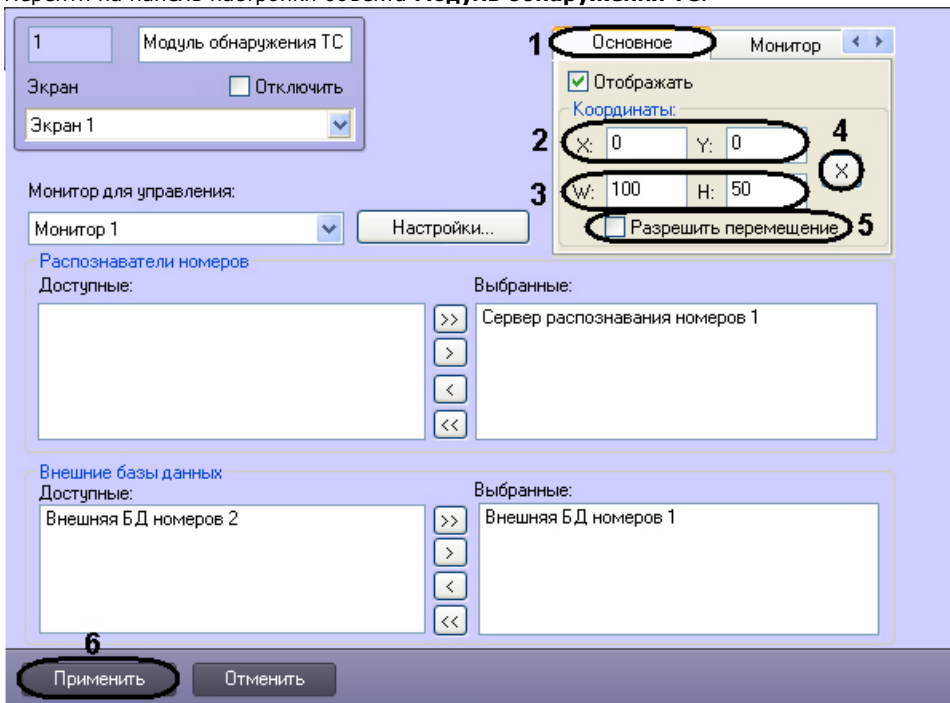 Перейти на панель настройки объекта Модуль обнаружения ТС.
1
Модуль обнаружения ТС
Экран
Отключить
Экран 1
1
Основное
Монитор
Отображать
Координаты:
2
X: 0 Y: 0
4
X
3
W: 100 H: 50
Разрешить перемещение
5
Монитор для управления:
Монитор 1
Настройки...
Распознаватели номеров
Доступные:
Выбранные:
Сервер распознавания номеров 1
>>
>
<
<<
Внешние базы данных
Доступные:
Выбранные:
Внешняя БД номеров 2
Внешняя БД номеров 1
>>
>
<
<<
6
Применить
Отменить